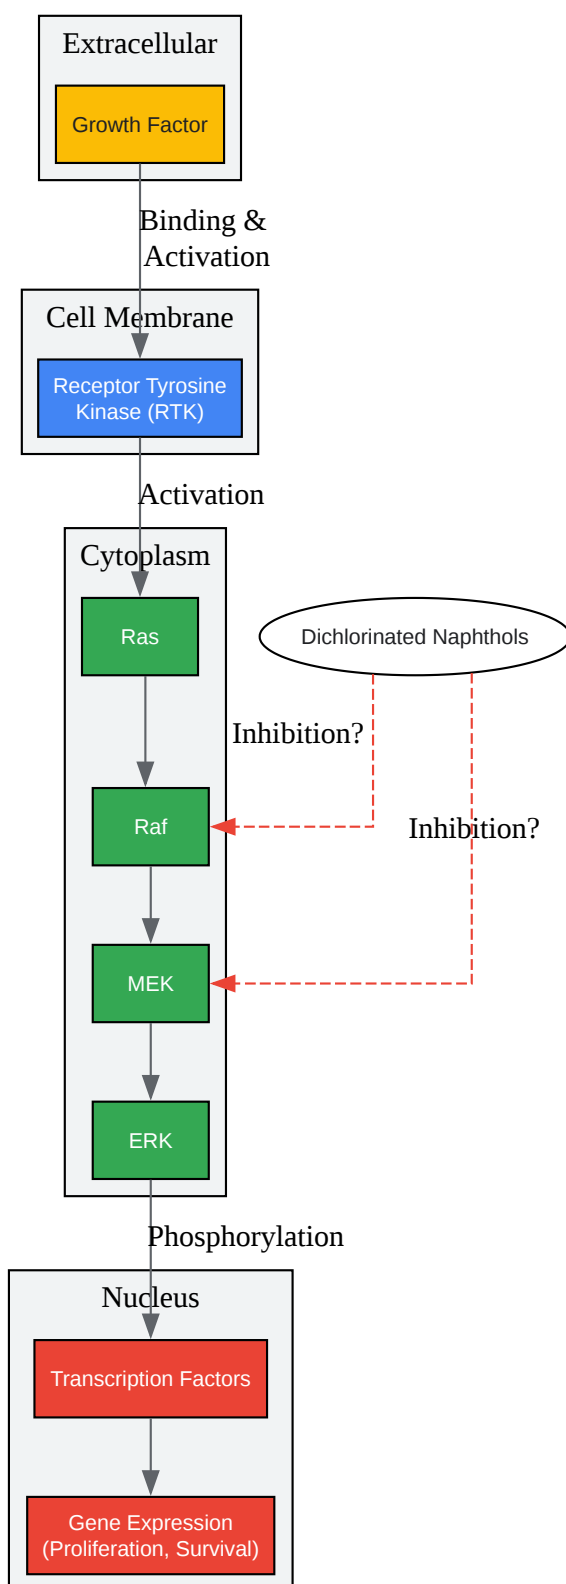 Extracellular
Growth Factor
Binding &
Activation
Cell Membrane
Receptor Tyrosine
Kinase (RTK)
Activation
Cytoplasm
Ras
Dichlorinated Naphthols
Inhibition?
Raf
Inhibition?
MEK
ERK
Phosphorylation
Nucleus
Transcription Factors
Gene Expression
(Proliferation, Survival)